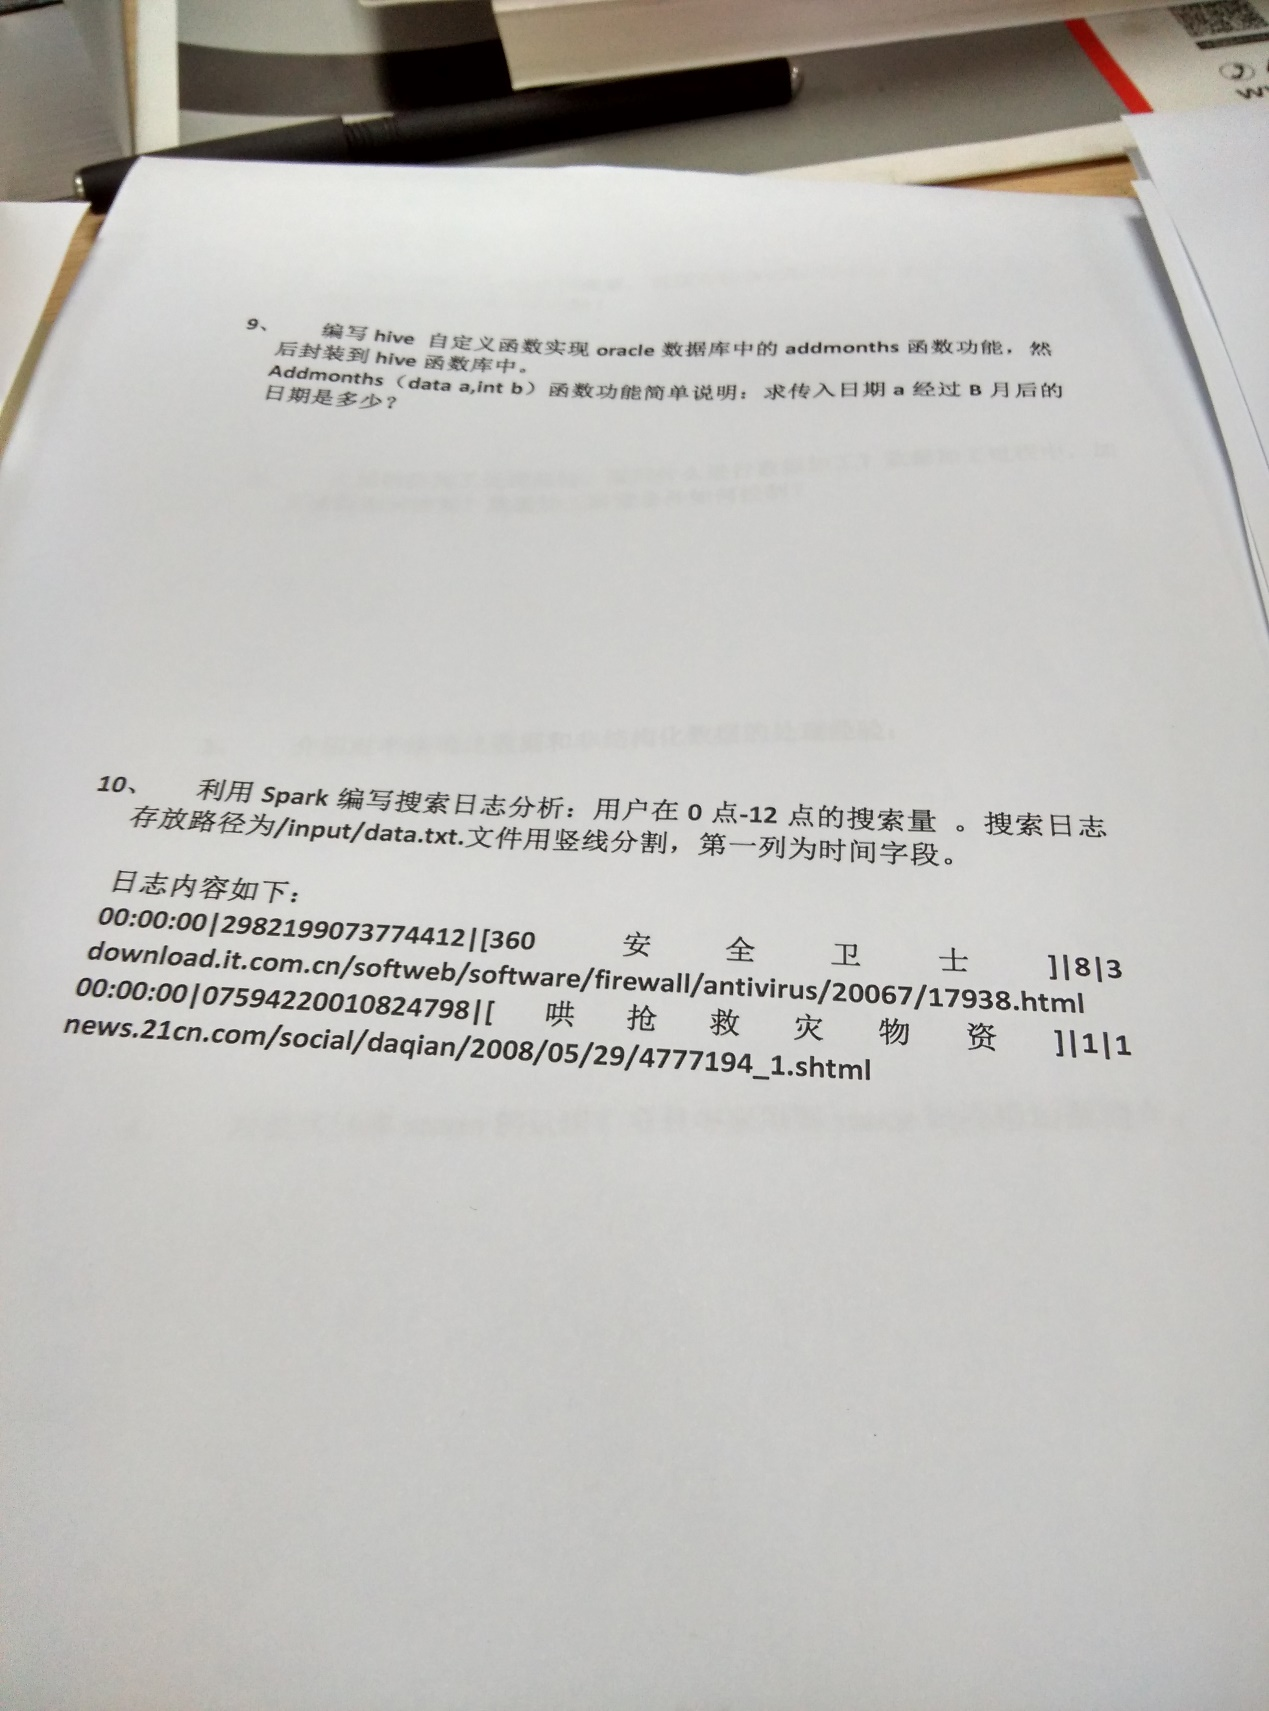 9、 编写 hive 自定义函数实现 oracle 数据库中的 addmonths 函数功能，然
后封装到 hive 函数库中。
Addmonths（data a,int b）函数功能简单说明：求传入日期 a 经过 B 月后的
日期是多少？
10、 利用 Spark 编写搜索日志分析：用户在 0 点-12 点的搜索量 。搜索日志
存放路径为/input/data.txt.文件用竖线分割，第一列为时间字段。
日志内容如下：
00:00:00|2982199073774412|[360 安 全 卫 士 ]|8|3
download.it.com.cn/softweb/software/firewall/antivirus/20067/17938.html
00:00:00|07594220010824798|[ 哄 抢 救 灾 物 资 ]|1|1
news.21cn.com/social/daqian/2008/05/29/4777194_1.shtml